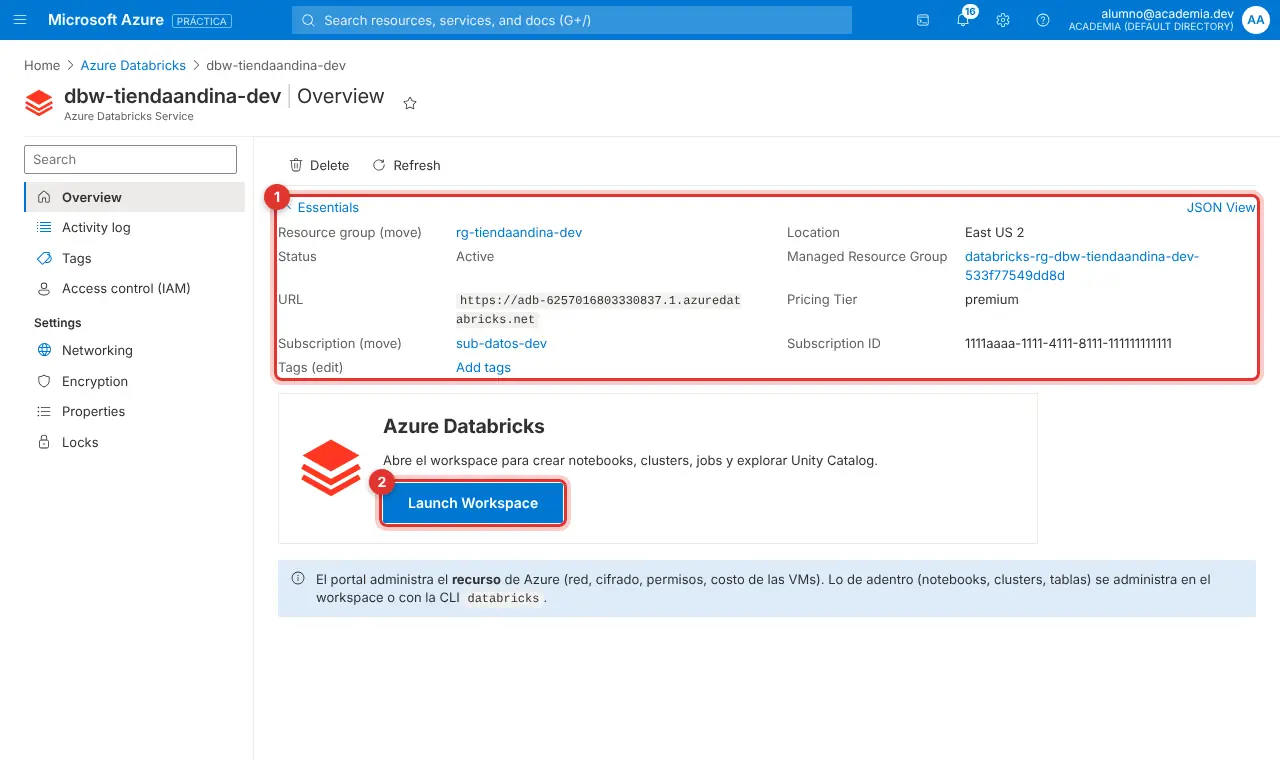 Microsoft Azure PRÁCTICA
Search resources, services, and docs (G+/)
16
alumno@academia.dev
ACADEMIA (DEFAULT DIRECTORY)
AA
Home > Azure Databricks > dbw-tiendaandina-dev
dbw-tiendaandina-dev | Overview
Azure Databricks Service
Search
Overview
Activity log
Tags
Access control (IAM)
Settings
Networking
Encryption
Properties
Locks
Delete Refresh
1
Essentials JSON View
Resource group (move) rg-tiendaandina-dev Location East US 2
Status Active Managed Resource Group databricks-rg-dbw-tiendaandina-dev-
533f77549dd8d
URL https://adb-6257016803330837.1.azuredat Pricing Tier premium
abricks.net
Subscription (move) sub-datos-dev Subscription ID 1111aaaa-1111-4111-8111-111111111111
Tags (edit) Add tags
Azure Databricks
Abre el workspace para crear notebooks, clusters, jobs y explorar Unity Catalog.
2
Launch Workspace
El portal administra el recurso de Azure (red, cifrado, permisos, costo de las VMs). Lo de adentro (notebooks, clusters, tablas) se administra en el
workspace o con la CLI databricks.